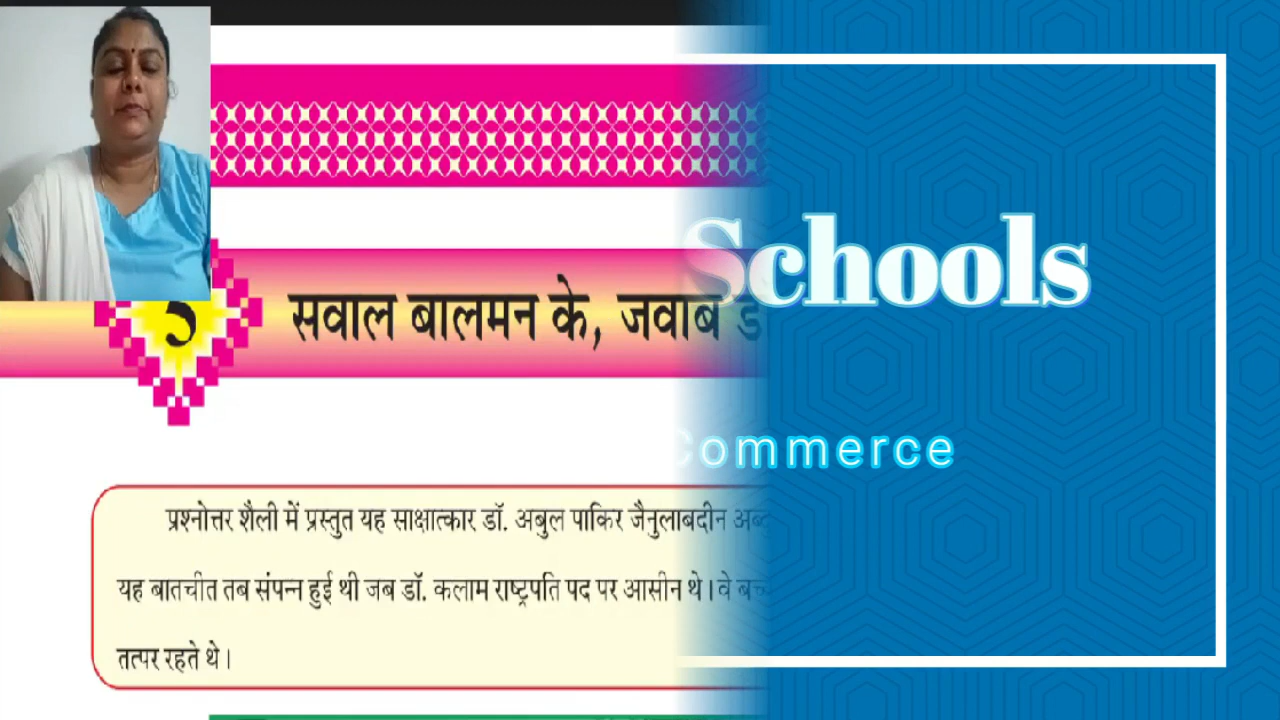 Schools
सवाल बालमन के, जवाब
Commerce
प्रश्नोत्तर शैली में प्रस्तुत यह साक्षात्कार डॉ. अबुल पाकिर जैनुलाबदीन
यह बातचीत तब संपन्न हुई थी जब डॉ. कलाम राष्ट्रपति पद पर आसीन थे। वे
तत्पर रहते थे।